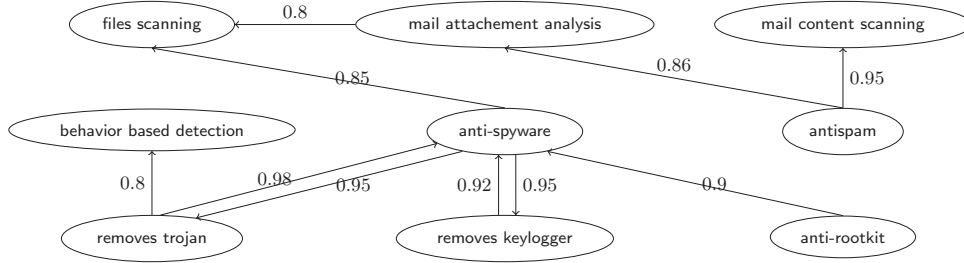 files scanning
0.8
mail attachement analysis
mail content scanning
0.85
0.86
0.95
behavior based detection
anti-spyware
antispam
0.8
0.98
0.95
0.92
0.95
0.9
removes trojan
removes keylogger
anti-rootkit